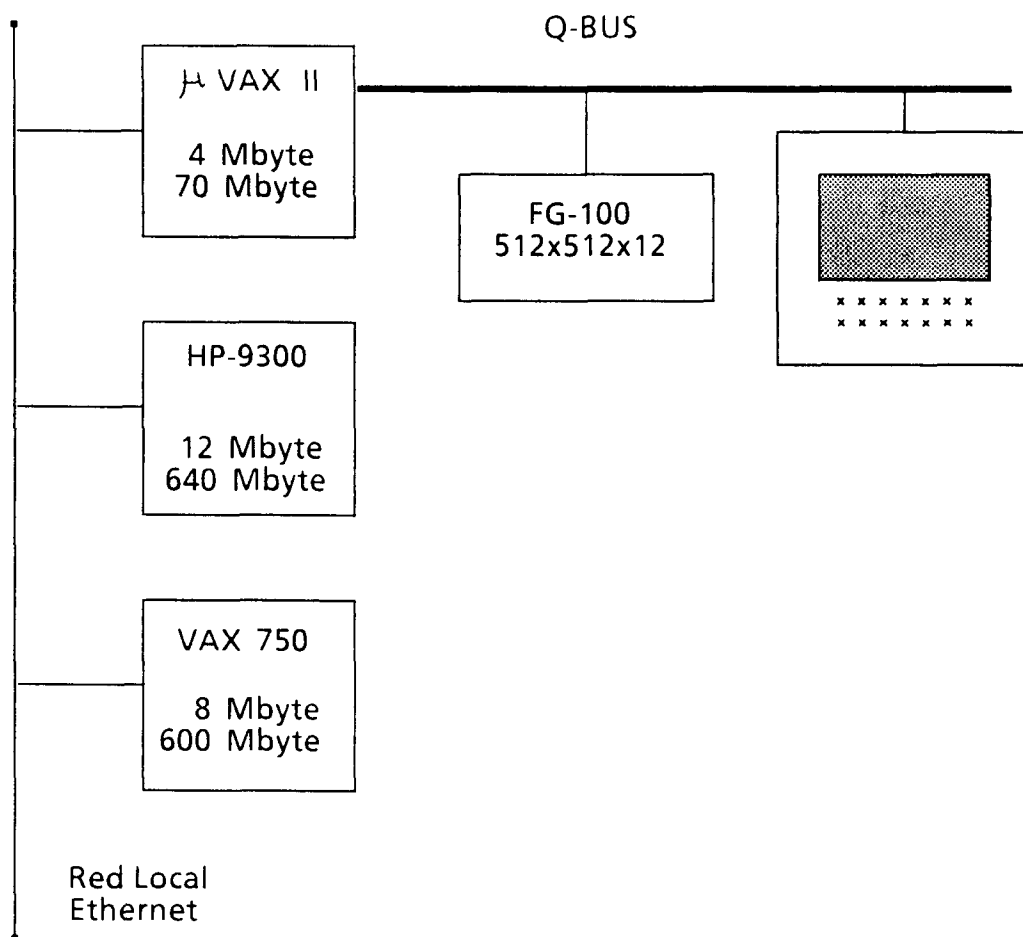 Q-BUS
µ VAX II
4 Mbyte
70 Mbyte
FG-100
512x512x12
x x x x x x x
x x x x x x x
HP-9300
12 Mbyte
640 Mbyte
VAX 750
8 Mbyte
600 Mbyte
Red Local
Ethernet